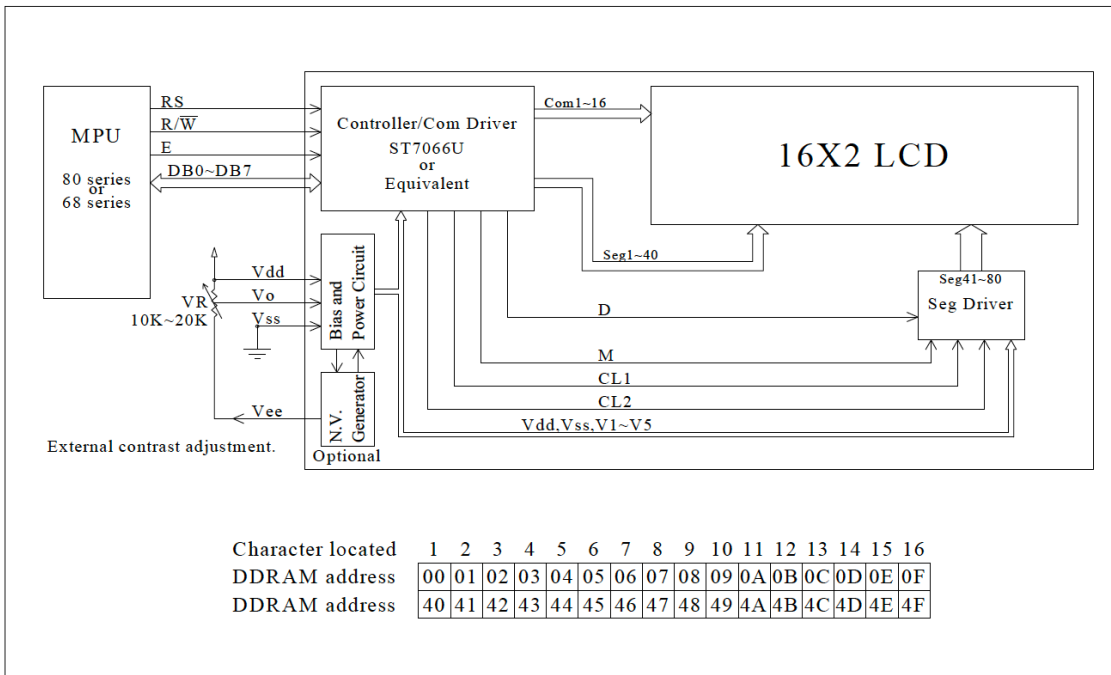 MPU
80 series
or
68 series
RS
R/W̅
E
DB0~DB7
Controller/Com Driver
ST7066U
or
Equivalent
Com1~16
16X2 LCD
Seg1~40
Seg41~80
Seg Driver
D
M
CL1
CL2
Vdd,Vss,V1~V5
Vdd
Vo
Vss
VR
10K~20K
Bias and
Power Circuit
N.V.
Generator
Vee
Optional
External contrast adjustment.
Character located 1 2 3 4 5 6 7 8 9 10 11 12 13 14 15 16
DDRAM address 00 01 02 03 04 05 06 07 08 09 0A 0B 0C 0D 0E 0F
DDRAM address 40 41 42 43 44 45 46 47 48 49 4A 4B 4C 4D 4E 4F